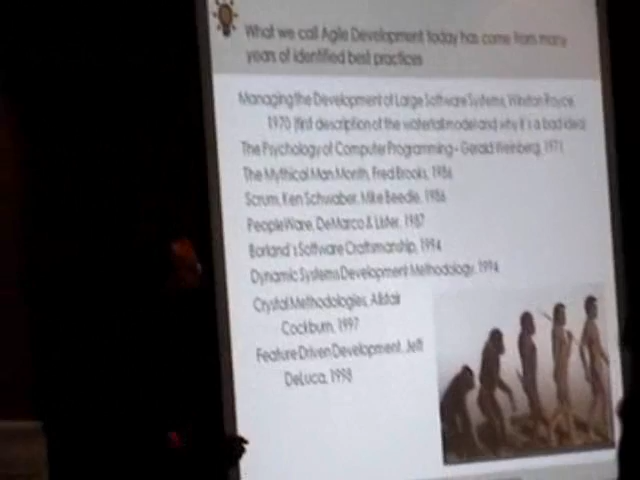 What we call Agile Development today has come from many
years of identified best practices
Managing the Development of Large Software Systems, Winston Royce,
1970 (first description of the waterfall model and why it's a bad idea)
The Psychology of Computer Programming - Gerald Weinberg, 1971
The Mythical Man Month, Fred Brooks, 1986
Scrum, Ken Schwaber, Mike Beedle, 1986
PeopleWare, DeMarco & Lister, 1987
Borland's Software Craftsmanship, 1994
Dynamic Systems Development Methodology, 1994
Crystal Methodologies, Alistair
Cockburn, 1997
Feature Driven Development, Jeff
DeLuca, 1998